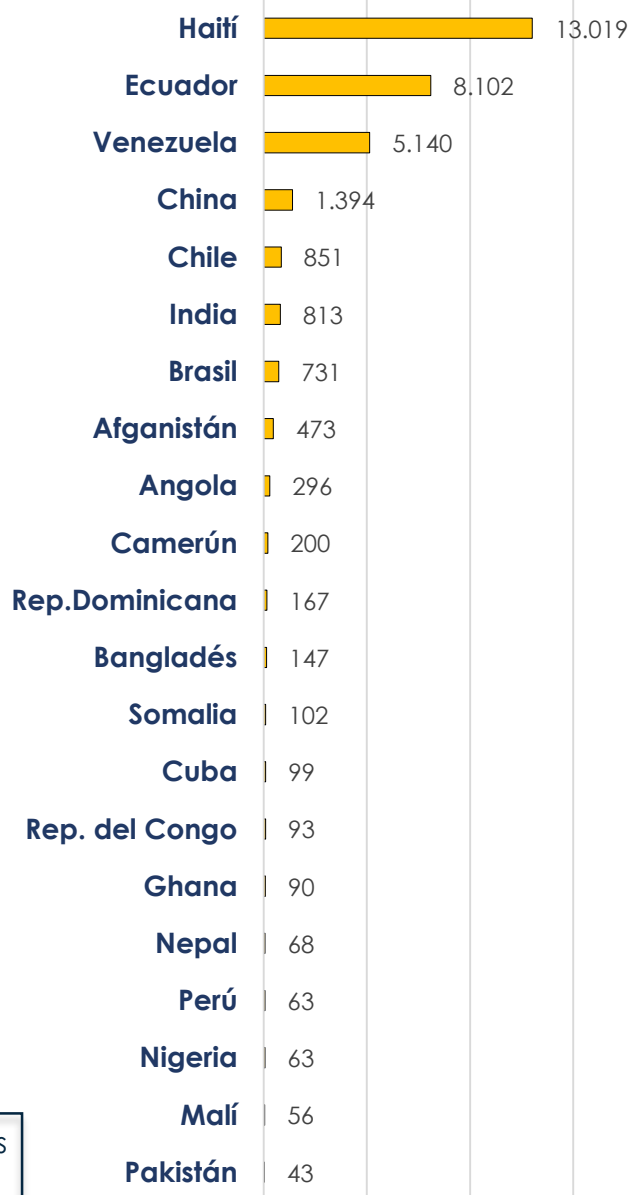 Haití 13.019
Ecuador 8.102
Venezuela 5.140
China 1.394
Chile 851
India 813
Brasil 731
Afganistán 473
Angola 296
Camerún 200
Rep.Dominicana 167
Bangladés 147
Somalia 102
Cuba 99
Rep. del Congo 93
Ghana 90
Nepal 68
Perú 63
Nigeria 63
Malí 56
Pakistán 43